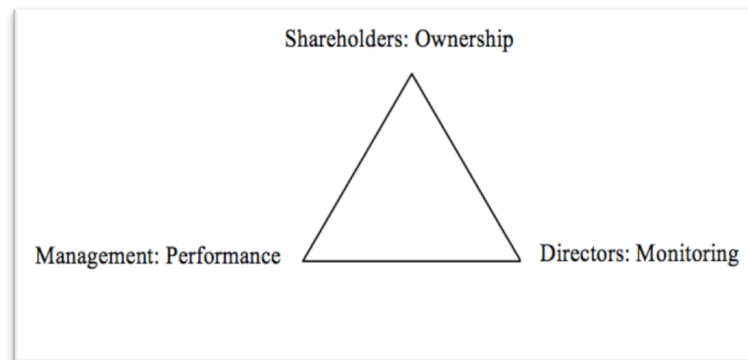 Shareholders: Ownership
Management: Performance
Directors: Monitoring